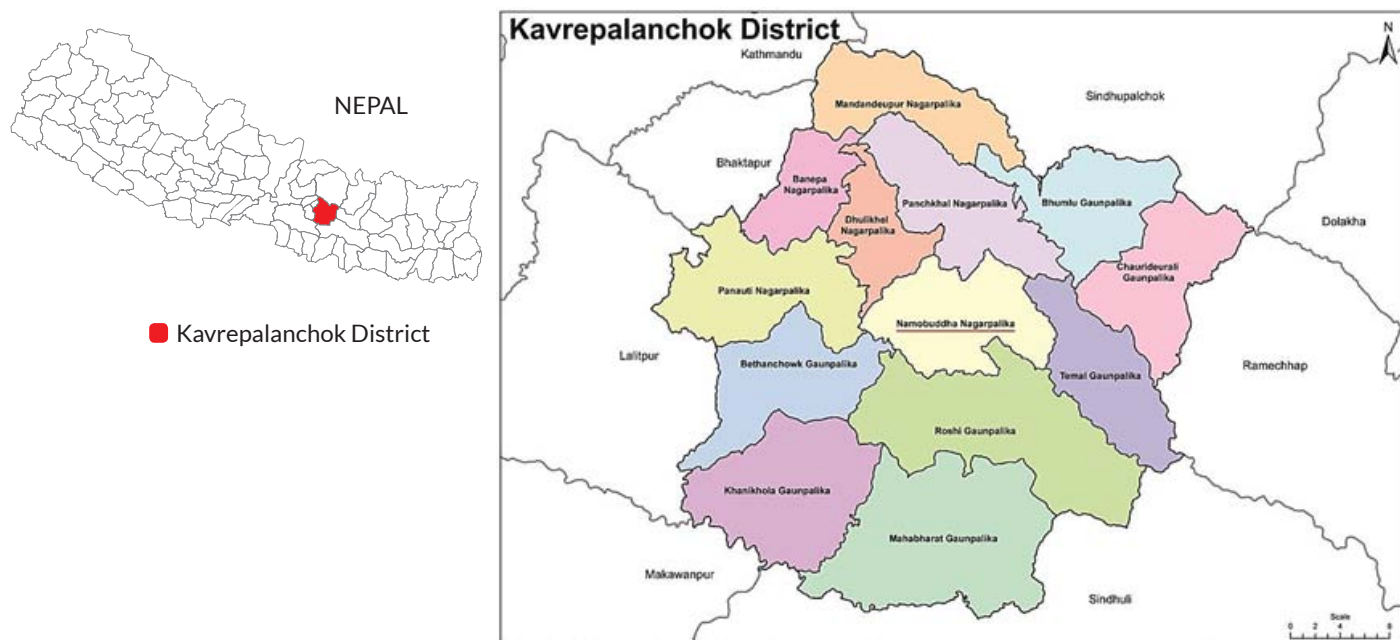 NEPAL
Kavrepalanchok District
Kavrepalanchok District
N
Kathmandu
Sindhupalchok
Mandandeupur Nagarpalika
Bhaktapur
Banepa
Nagarpalika
Panchkhal Nagarpalika
Bhumlu Gaunpalika
Dhulikhel
Nagarpalika
Dolakha
Chaurideurali
Gaunpalika
Panauti Nagarpalika
Namobuddha Nagarpalika
Lalitpur
Bethanchowk Gaunpalika
Temal Gaunpalika
Ramechhap
Roshi Gaunpalika
Khanikhola Gaunpalika
Mahabharat Gaunpalika
Makawanpur
Sindhuli
Scale
0 2 4 6 8